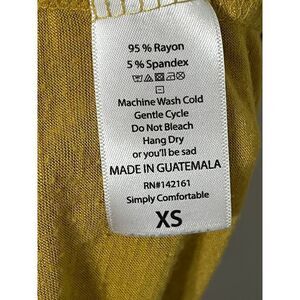 95 % Rayon
5 % Spandex
Machine Wash Cold
Gentle Cycle
Do Not Bleach
Hang Dry
or you'll be sad
MADE IN GUATEMALA
RN#142161
Simply Comfortable
XS